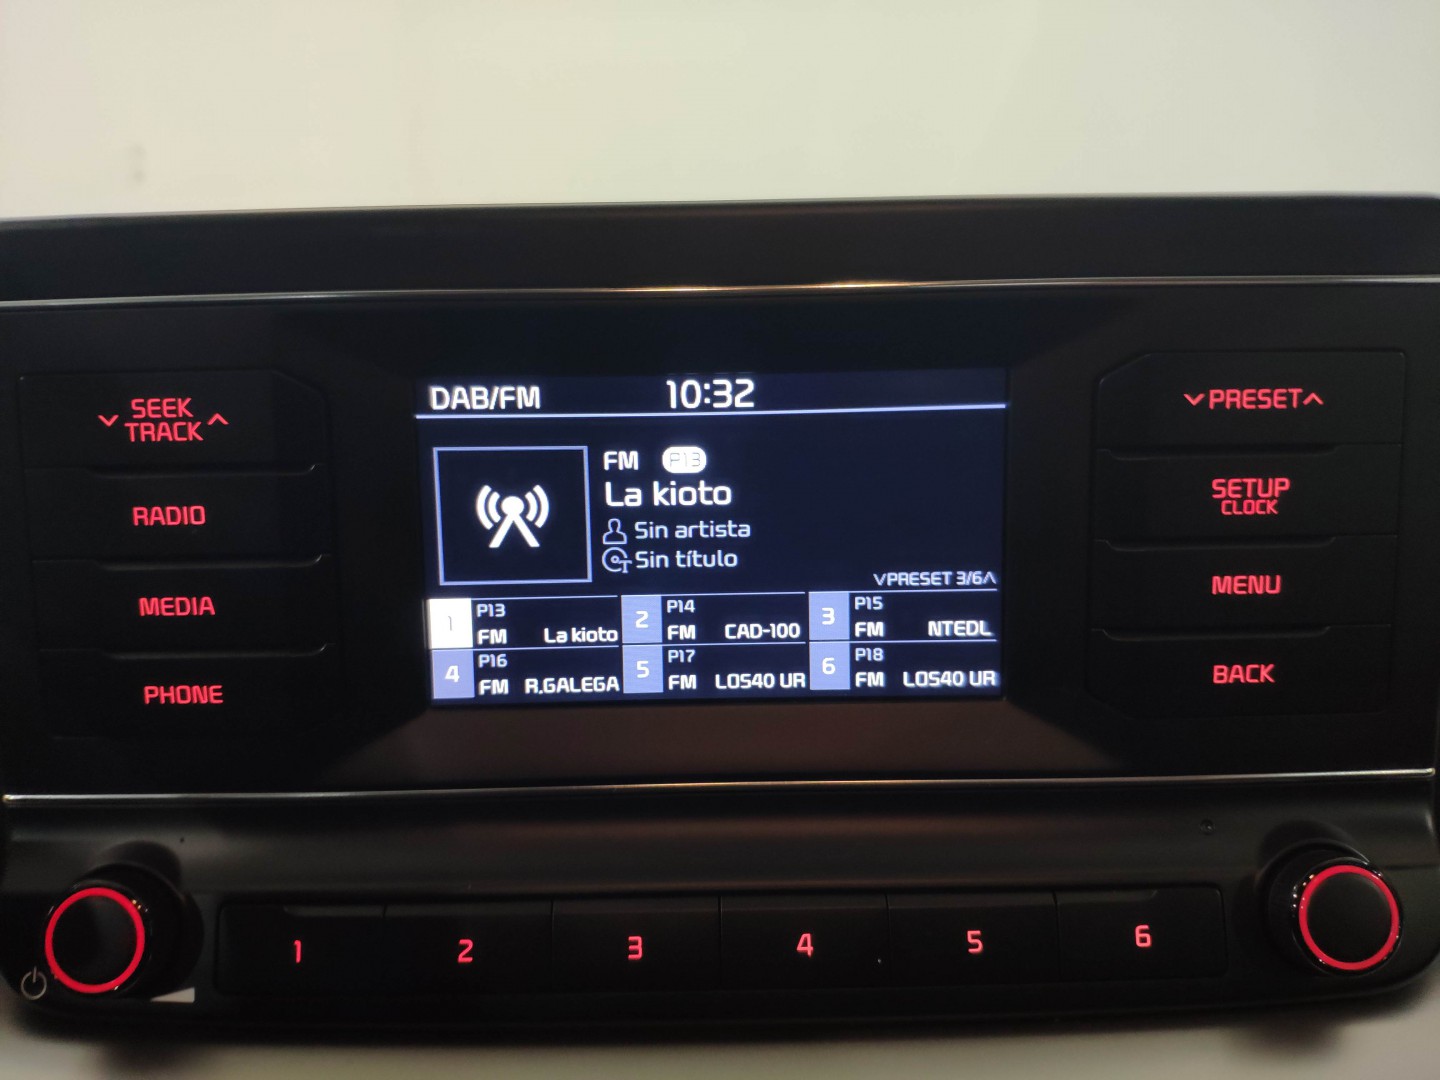 SEEK
TRACK
RADIO
MEDIA
PHONE
DAB/FM 10:32
FM P13
La kioto
Sin artista
Sin título
PRESET 3/6
1 P13 FM La kioto
2 P14 FM CAD-100
3 P15 FM NTEDL
4 P16 FM R.GALEGA
5 P17 FM LOS40 UR
6 P18 FM LOS40 UR
PRESET
SETUP
CLOCK
MENU
BACK
1 2 3 4 5 6